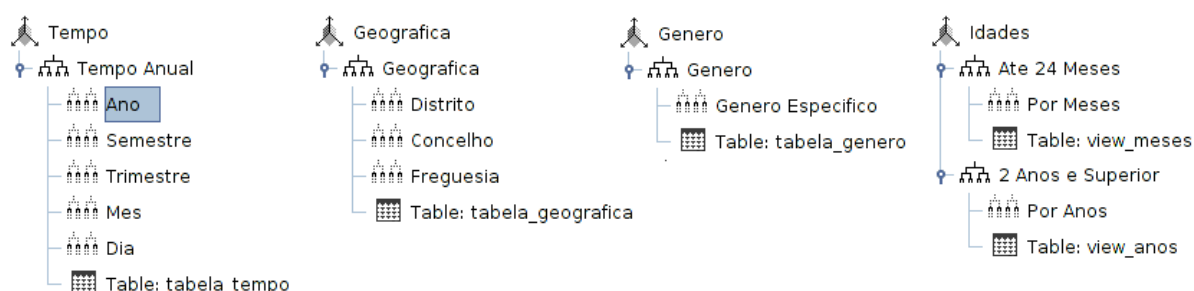 Tempo
Tempo Anual
Ano
Semestre
Trimestre
Mes
Dia
Table: tabela_tempo
Geografica
Geografica
Distrito
Concelho
Freguesia
Table: tabela_geografica
Genero
Genero
Genero Especifico
Table: tabela_genero
Idades
Ate 24 Meses
Por Meses
Table: view_meses
2 Anos e Superior
Por Anos
Table: view_anos